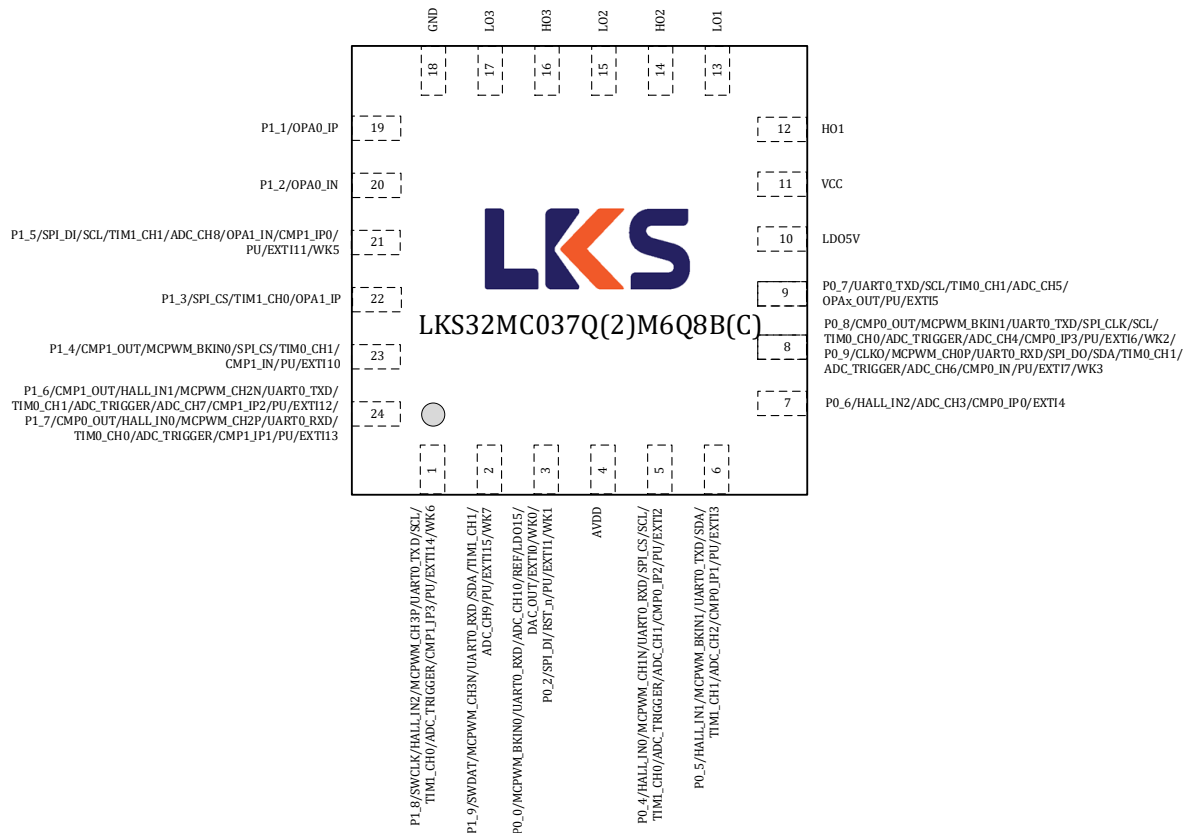 GND
LO3
HO3
LO2
HO2
LO1
18
17
16
15
14
13
P1_1/OPA0_IP
19
12
HO1
P1_2/OPA0_IN
20
11
VCC
P1_5/SPI_DI/SCL/TIM1_CH1/ADC_CH8/OPA1_IN/CMP1_IP0/
PU/EXTI11/WK5
21
10
LDO5V
P1_3/SPI_CS/TIM1_CH0/OPA1_IP
22
9
P0_7/UART0_TXD/SCL/TIM0_CH1/ADC_CH5/
OPAx_OUT/PU/EXTI5
LKS
LKS32MC037Q(2)M6Q8B(C)
P1_4/CMP1_OUT/MCPWM_BKIN0/SPI_CS/TIM0_CH1/
CMP1_IN/PU/EXTI10
23
8
P0_8/CMP0_OUT/MCPWM_BKIN1/UART0_TXD/SPI_CLK/SCL/
TIM0_CH0/ADC_TRIGGER/ADC_CH4/CMP0_IP3/PU/EXTI6/WK2/
P0_9/CLKO/MCPWM_CH0P/UART0_RXD/SPI_DO/SDA/TIM0_CH1/
ADC_TRIGGER/ADC_CH6/CMP0_IN/PU/EXTI7/WK3
P1_6/CMP1_OUT/HALL_IN1/MCPWM_CH2N/UART0_TXD/
TIM0_CH1/ADC_TRIGGER/ADC_CH7/CMP1_IP2/PU/EXTI12/
P1_7/CMP0_OUT/HALL_IN0/MCPWM_CH2P/UART0_RXD/
TIM0_CH0/ADC_TRIGGER/CMP1_IP1/PU/EXTI13
24
7
P0_6/HALL_IN2/ADC_CH3/CMP0_IP0/EXTI4
1
2
3
4
5
6
P1_8/SWCLK/HALL_IN2/MCPWM_CH3P/UART0_TXD/SCL/
TIM1_CH0/ADC_TRIGGER/CMP1_IP3/PU/EXTI14/WK6
P1_9/SWDAT/MCPWM_CH3N/UART0_RXD/SDA/TIM1_CH1/
ADC_CH9/PU/EXTI15/WK7
P0_0/MCPWM_BKIN0/UART0_RXD/ADC_CH10/REF/LDO15/
DAC_OUT/EXTI0/WK0/
P0_2/SPI_DI/RST_n/PU/EXTI1/WK1
AVDD
P0_4/HALL_IN0/MCPWM_CH1N/UART0_RXD/SPI_CS/SCL/
TIM1_CH0/ADC_TRIGGER/ADC_CH1/CMP0_IP2/PU/EXTI2
P0_5/HALL_IN1/MCPWM_BKIN1/UART0_TXD/SDA/
TIM1_CH1/ADC_CH2/CMP0_IP1/PU/EXTI3